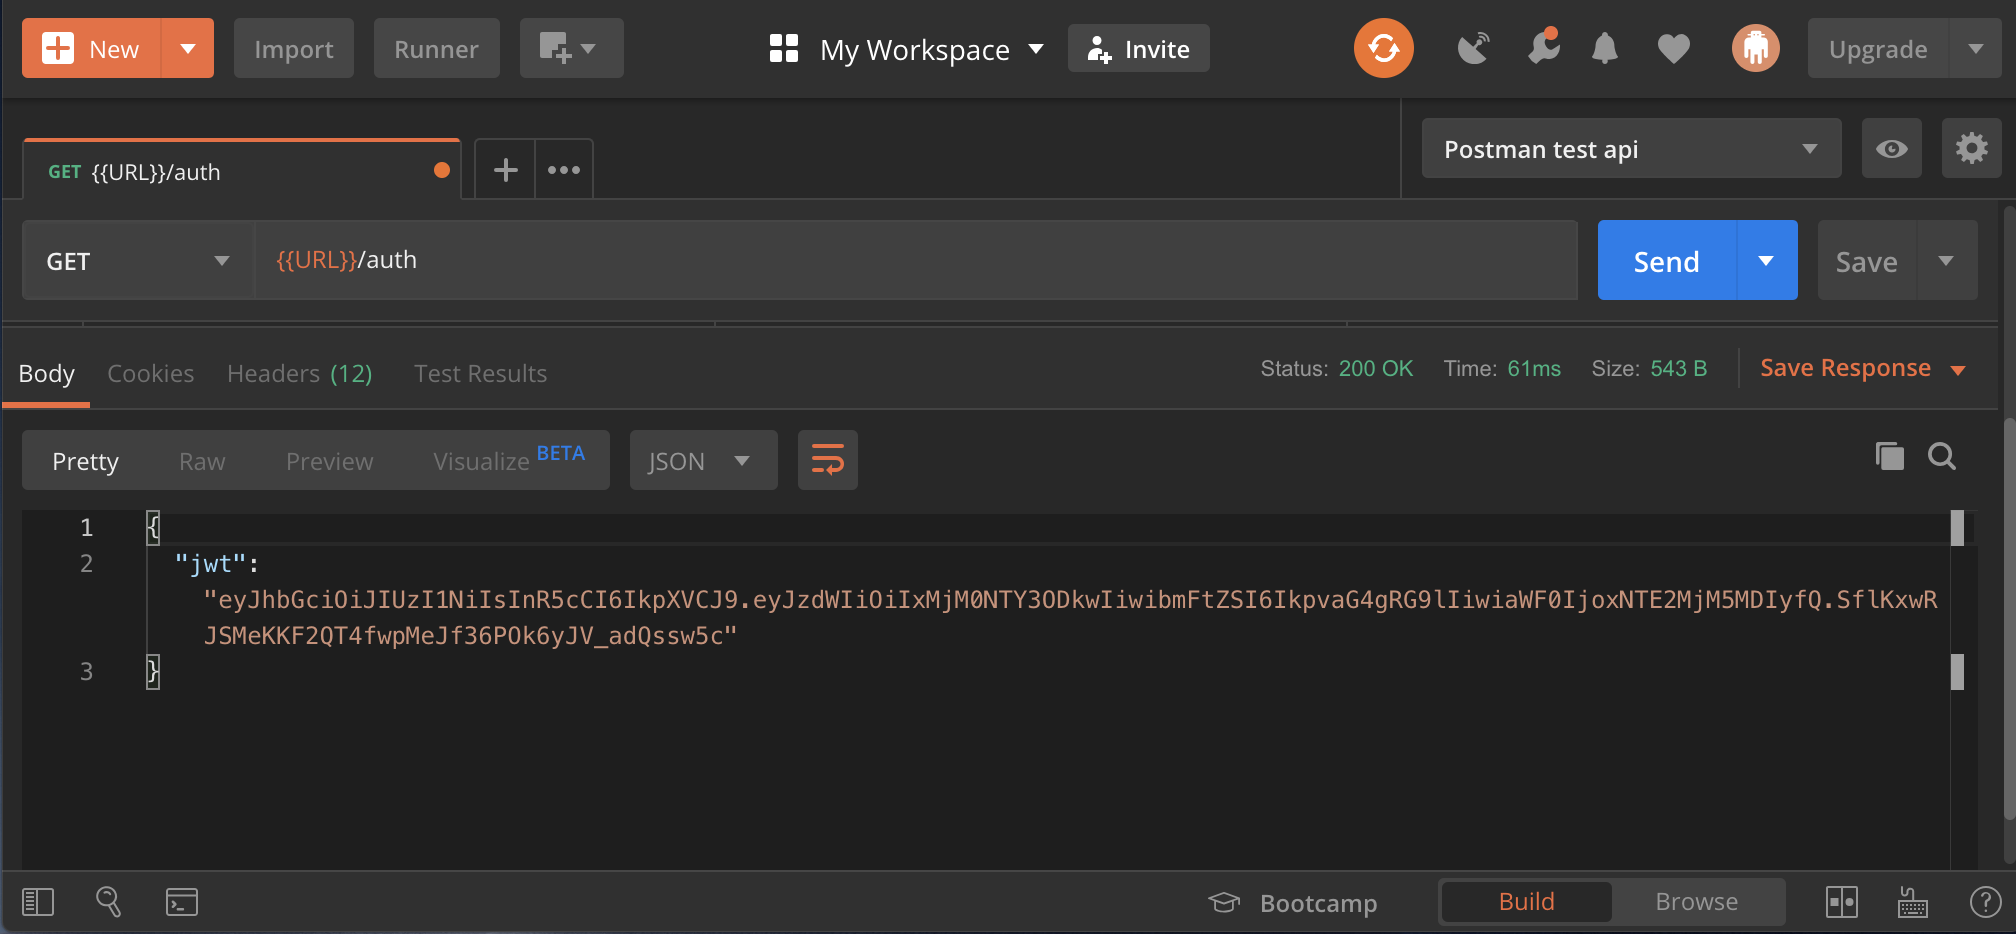 New
Import
Runner
My Workspace
Invite
Upgrade
GET {{URL}}/auth
Postman test api
GET
{{URL}}/auth
Send
Save
Body
Cookies
Headers (12)
Test Results
Status: 200 OK
Time: 61ms
Size: 543 B
Save Response
Pretty
Raw
Preview
Visualize BETA
JSON
1 {
2 "jwt":
"eyJhbGciOiJIUzI1NiIsInR5cCI6IkpXVCJ9.eyJzdWIiOiIxMjM0NTY3ODkwIiwibmFtZSI6IkpvaG4gRG9lIiwiaWF0IjoxNTE2MjM5MDIyfQ.SflKxwR
JSMeKKF2QT4fwpMeJf36POk6yJV_adQssw5c"
3 }
Bootcamp
Build
Browse